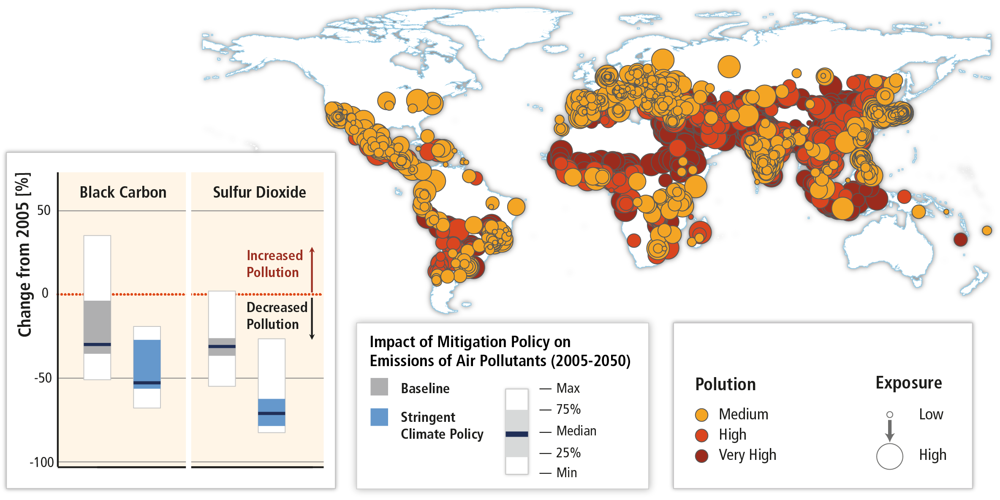 Change from 2005 [%]
50
0
-50
-100
Black Carbon
Sulfur Dioxide
Increased
Pollution
Decreased
Pollution
Impact of Mitigation Policy on
Emissions of Air Pollutants (2005-2050)
Baseline
Stringent
Climate Policy
Max
75%
Median
25%
Min
Polution
Medium
High
Very High
Exposure
Low
High